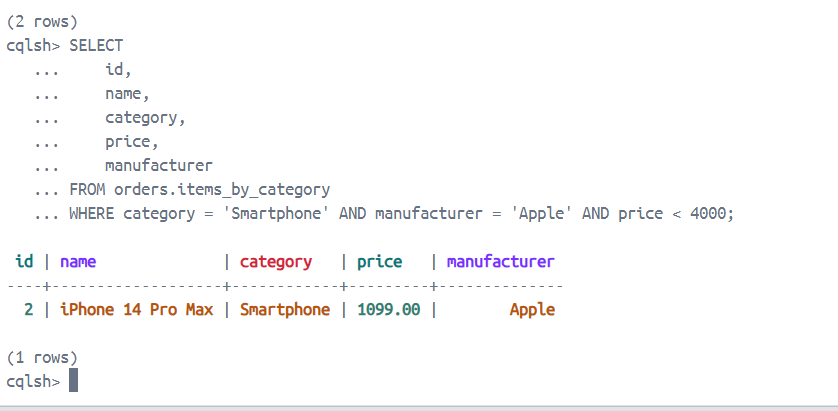 (2 rows)
cqlsh> SELECT
   ...     id,
   ...     name,
   ...     category,
   ...     price,
   ...     manufacturer
   ... FROM orders.items_by_category
   ... WHERE category = 'Smartphone' AND manufacturer = 'Apple' AND price < 4000;
 id | name              | category   | price   | manufacturer
----+-------------------+------------+---------+--------------
  2 | iPhone 14 Pro Max | Smartphone | 1099.00 |        Apple
(1 rows)
cqlsh>